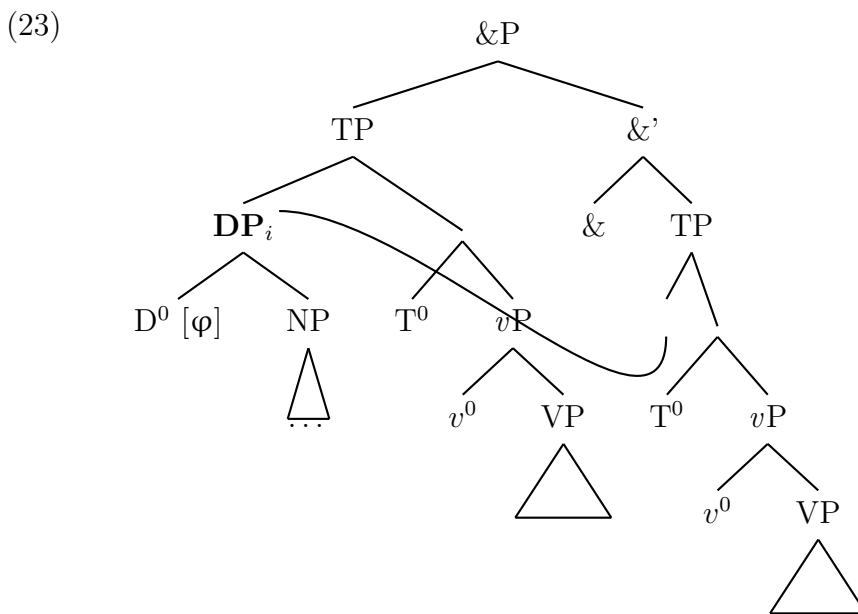 (23)
&P
TP &’
DPi & TP
D⁰ [φ] NP T⁰ vP
. . . v⁰ VP T⁰ vP
v⁰ VP